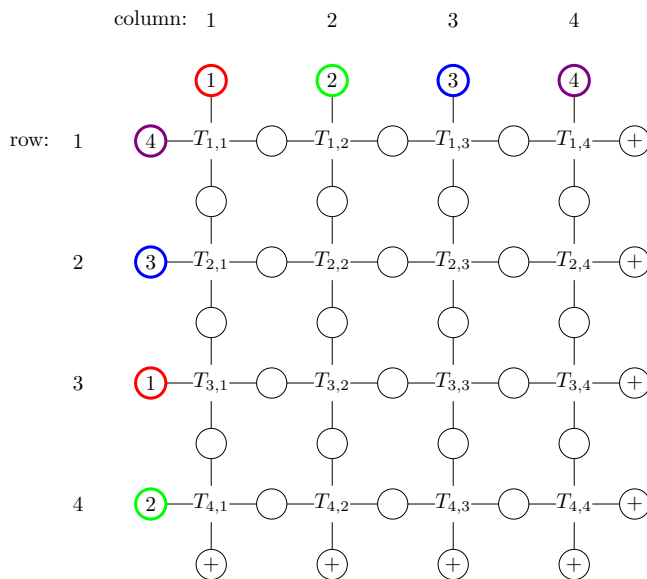 column: 1 2 3 4
1 2 3 4
row: 1 4 T1,1 T1,2 T1,3 T1,4 +
2 3 T2,1 T2,2 T2,3 T2,4 +
3 1 T3,1 T3,2 T3,3 T3,4 +
4 2 T4,1 T4,2 T4,3 T4,4 +
+ + + +